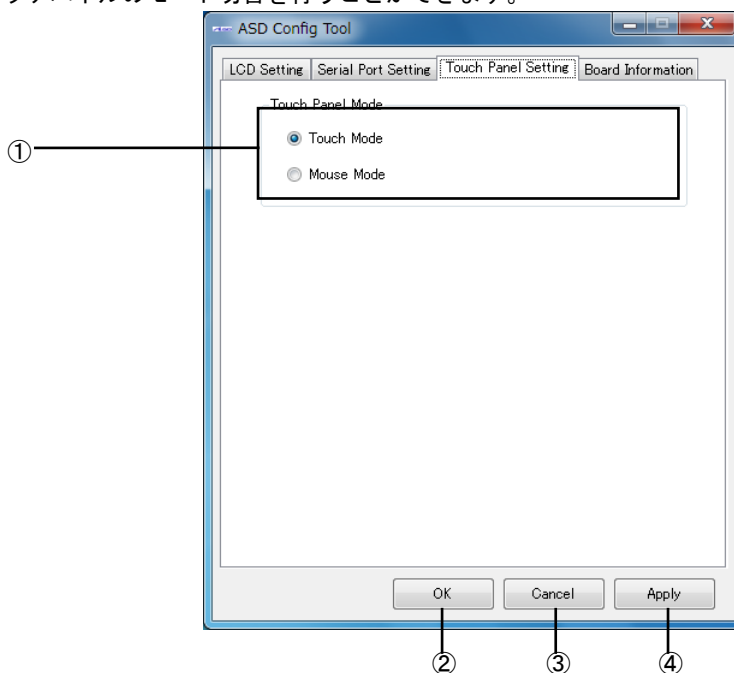 ASD Config Tool
LCD Setting Serial Port Setting Touch Panel Setting Board Information
Touch Panel Mode
① Touch Mode
Mouse Mode
OK Cancel Apply
② ③ ④